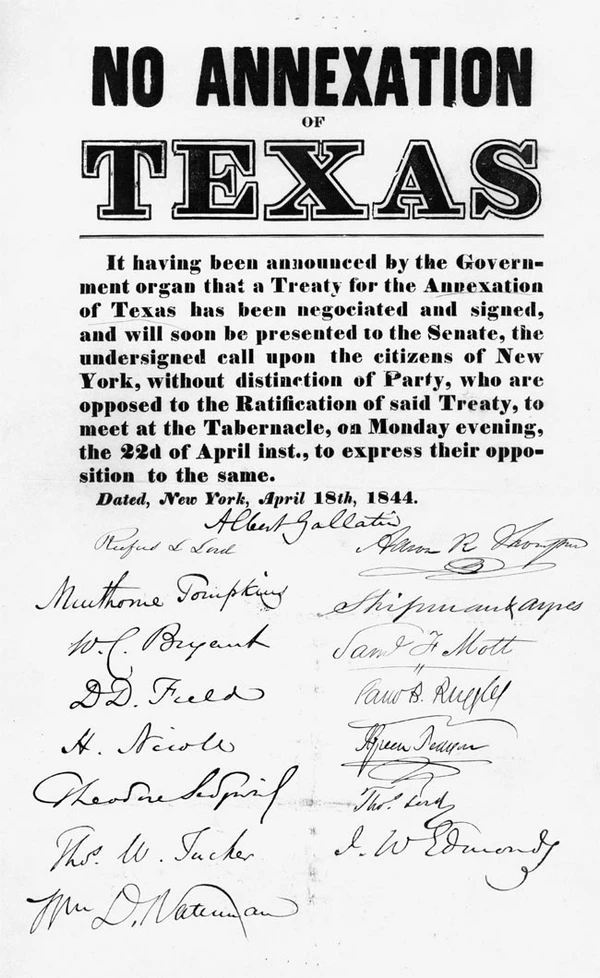 NO ANNEXATION
OF
TEXAS
It having been announced by the Govern-
ment organ that a Treaty for the Annexation
of Texas has been negociated and signed,
and will soon be presented to the Senate, the
undersigned call upon the citizens of New
York, without distinction of Party, who are
opposed to the Ratification of said Treaty, to
meet at the Tabernacle, on Monday evening,
the 22d of April inst., to express their oppo-
sition to the same.
Dated, New York, April 18th, 1844.
Albert Gallatin
Rufus L Lord
Aaron R
Minthorne Tompkins
Shipman & Ayres
W. C. Bryant
Saml F Mott
D D. Field
Ruggles
H. Nicoll
Theodore Sedgwick
Thos. Lord
Thos. W. Tucker
J. W Edmonds
Wm D. Waterman